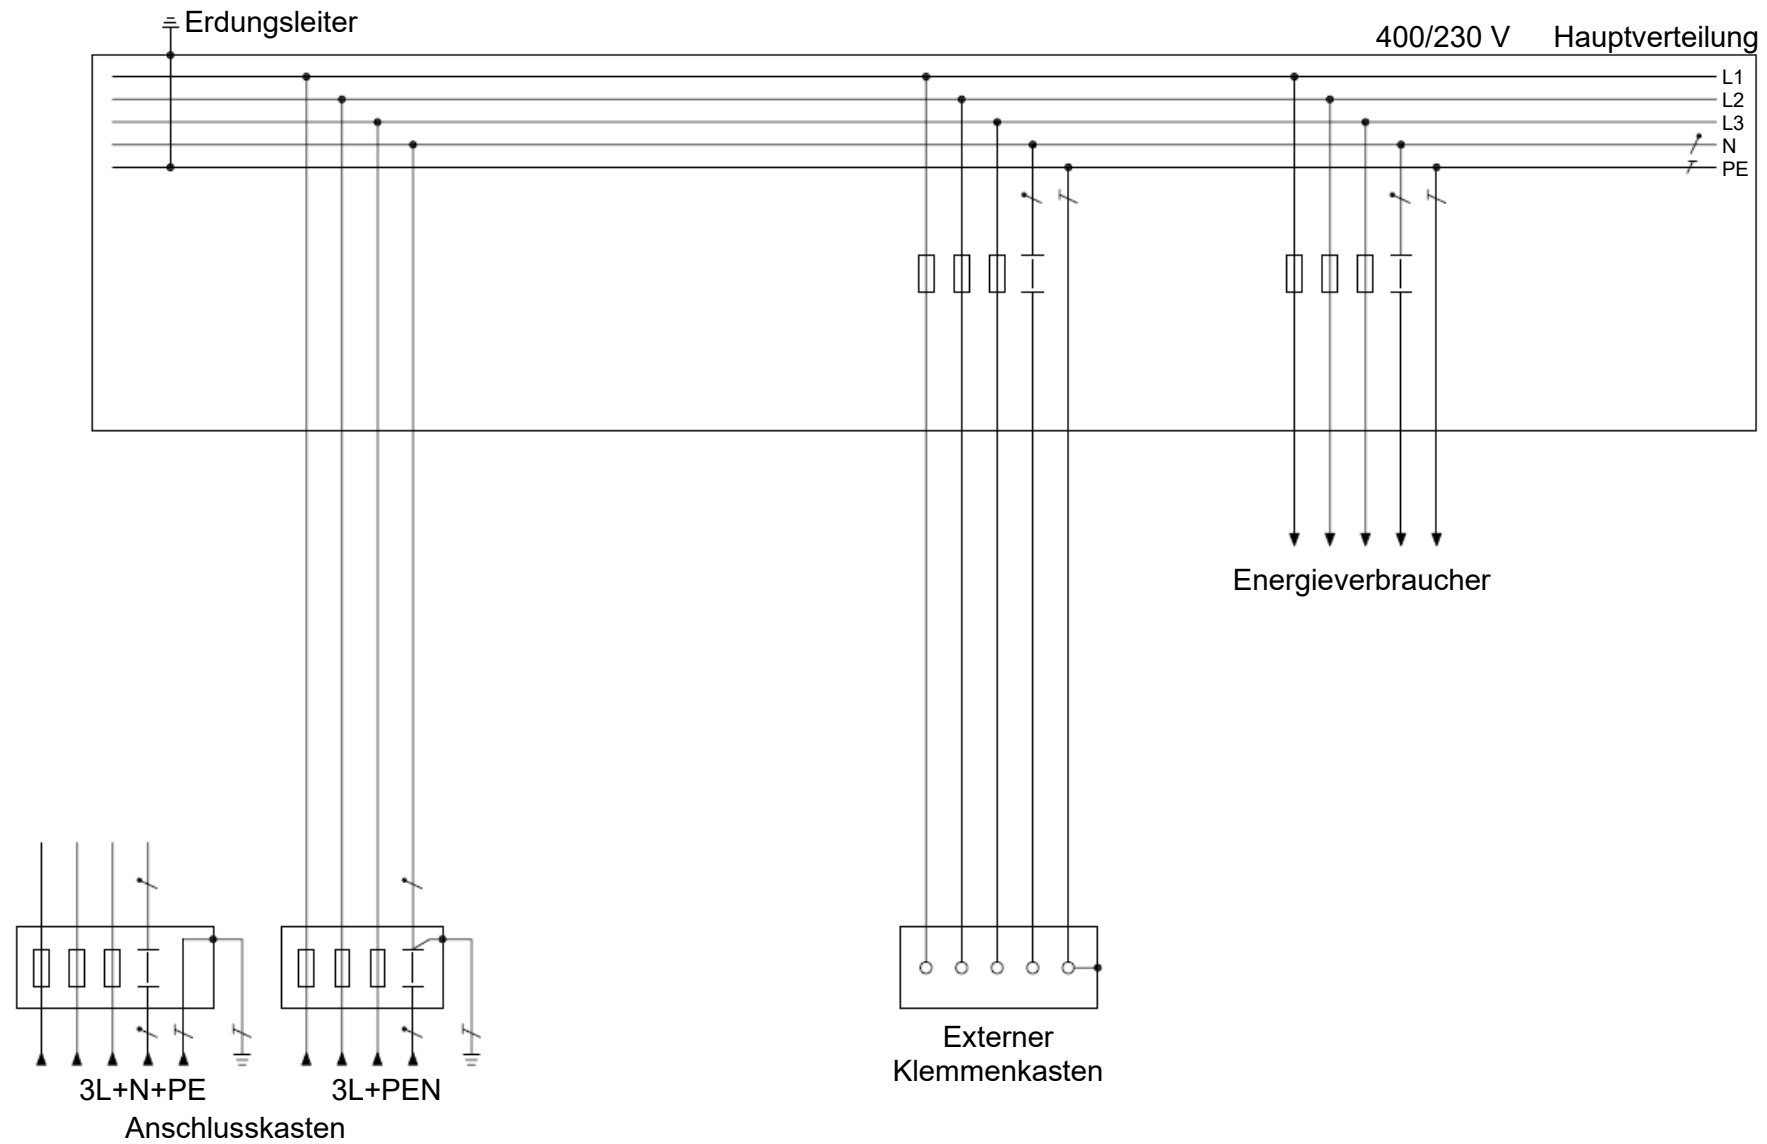 Erdungsleiter
400/230 V Hauptverteilung
L1
L2
L3
N
PE
Energieverbraucher
Externer
Klemmenkasten
3L+N+PE 3L+PEN
Anschlusskasten